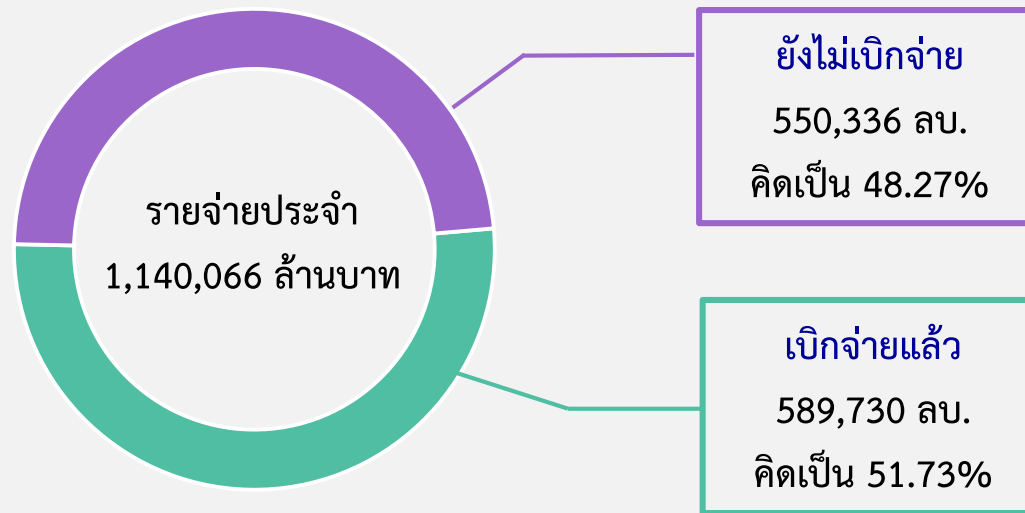 รายจ่ายประจำ
1,140,066 ล้านบาท
ยังไม่เบิกจ่าย
550,336 ลบ.
คิดเป็น 48.27%
เบิกจ่ายแล้ว
589,730 ลบ.
คิดเป็น 51.73%